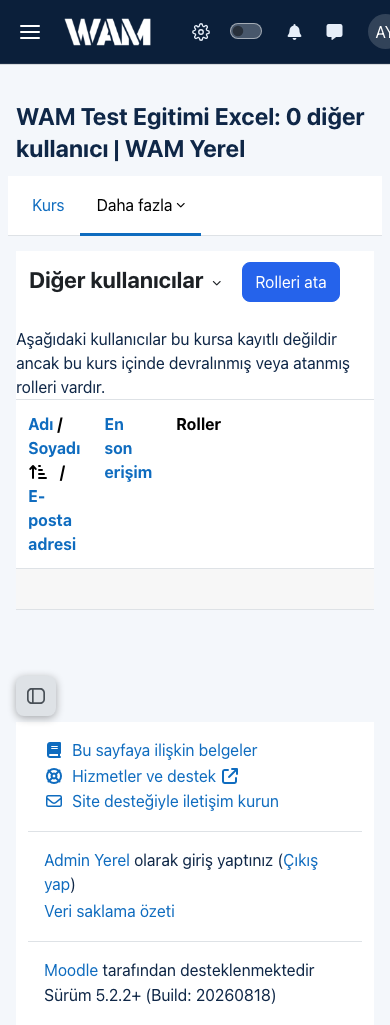 WAM
AY
WAM Test Egitimi Excel: 0 diğer
kullanıcı | WAM Yerel
Kurs
Daha fazla
Diğer kullanıcılar
Rolleri ata
Aşağıdaki kullanıcılar bu kursa kayıtlı değildir
ancak bu kurs içinde devralınmış veya atanmış
rolleri vardır.
Adı / En Roller
Soyadı son
/ erişim
E-
posta
adresi
Bu sayfaya ilişkin belgeler
Hizmetler ve destek
Site desteğiyle iletişim kurun
Admin Yerel olarak giriş yaptınız (Çıkış
yap)
Veri saklama özeti
Moodle tarafından desteklenmektedir
Sürüm 5.2.2+ (Build: 20260818)